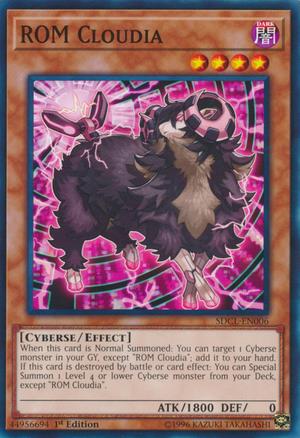 ROM Cloudia
DARK
闇
SDCL-EN006
[Cyberse/Effect]
When this card is Normal Summoned: You can target 1 Cyberse
monster in your GY, except "ROM Cloudia"; add it to your hand.
If this card is destroyed by battle or card effect: You can Special
Summon 1 Level 4 or lower Cyberse monster from your Deck,
except "ROM Cloudia".
ATK/1800 DEF/ 0
44956694 1st Edition ©1996 KAZUKI TAKAHASHI